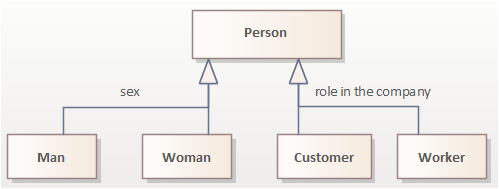 Person
sex
role in the company
Man
Woman
Customer
Worker